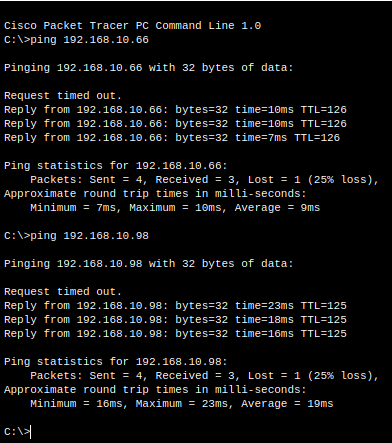 Cisco Packet Tracer PC Command Line 1.0
C:\>ping 192.168.10.66
Pinging 192.168.10.66 with 32 bytes of data:
Request timed out.
Reply from 192.168.10.66: bytes=32 time=10ms TTL=126
Reply from 192.168.10.66: bytes=32 time=10ms TTL=126
Reply from 192.168.10.66: bytes=32 time=7ms TTL=126
Ping statistics for 192.168.10.66:
Packets: Sent = 4, Received = 3, Lost = 1 (25% loss),
Approximate round trip times in milli-seconds:
Minimum = 7ms, Maximum = 10ms, Average = 9ms
C:\>ping 192.168.10.98
Pinging 192.168.10.98 with 32 bytes of data:
Request timed out.
Reply from 192.168.10.98: bytes=32 time=23ms TTL=125
Reply from 192.168.10.98: bytes=32 time=18ms TTL=125
Reply from 192.168.10.98: bytes=32 time=16ms TTL=125
Ping statistics for 192.168.10.98:
Packets: Sent = 4, Received = 3, Lost = 1 (25% loss),
Approximate round trip times in milli-seconds:
Minimum = 16ms, Maximum = 23ms, Average = 19ms
C:\>